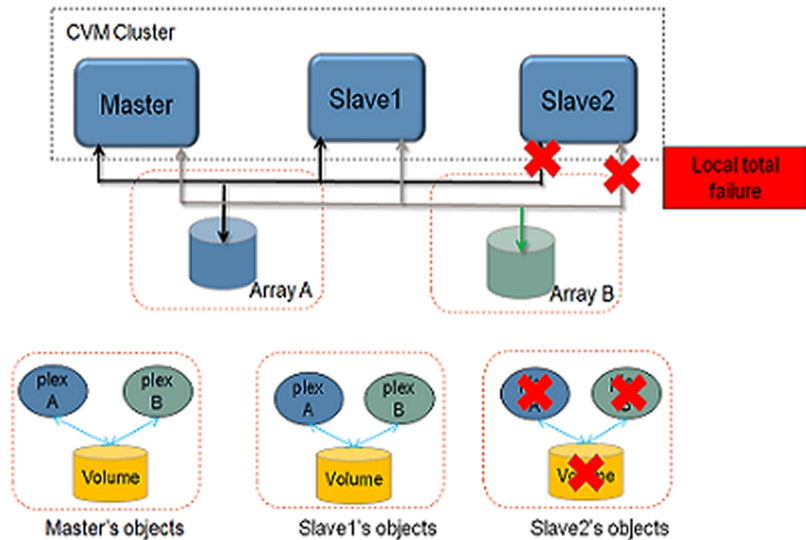 CVM Cluster
Master
Slave1
Slave2
Local total
failure
Array A
Array B
plex
A
plex
B
Volume
plex
A
plex
B
Volume
A
B
Master's objects
Slave1's objects
Slave2's objects